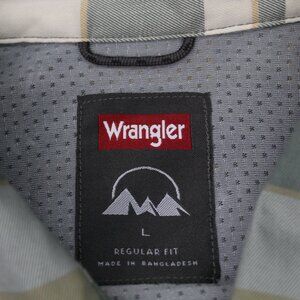 Wrangler
L
REGULAR FIT
MADE IN BANGLADESH